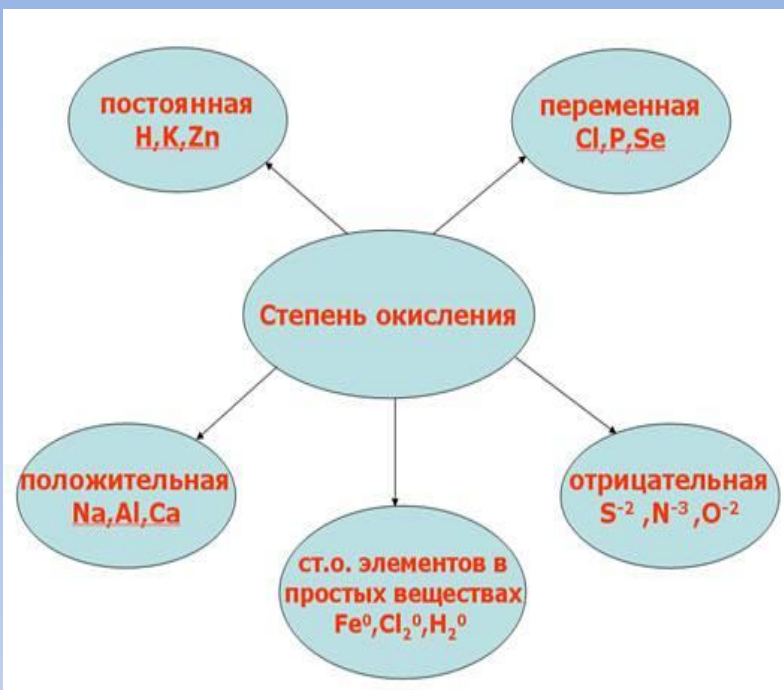 постоянная
H,K,Zn
переменная
Cl,P,Se
Степень окисления
положительная
Na,Al,Ca
отрицательная
S⁻² ,N⁻³ ,O⁻²
ст.о. элементов в
простых веществах
Fe⁰,Cl₂⁰,H₂⁰